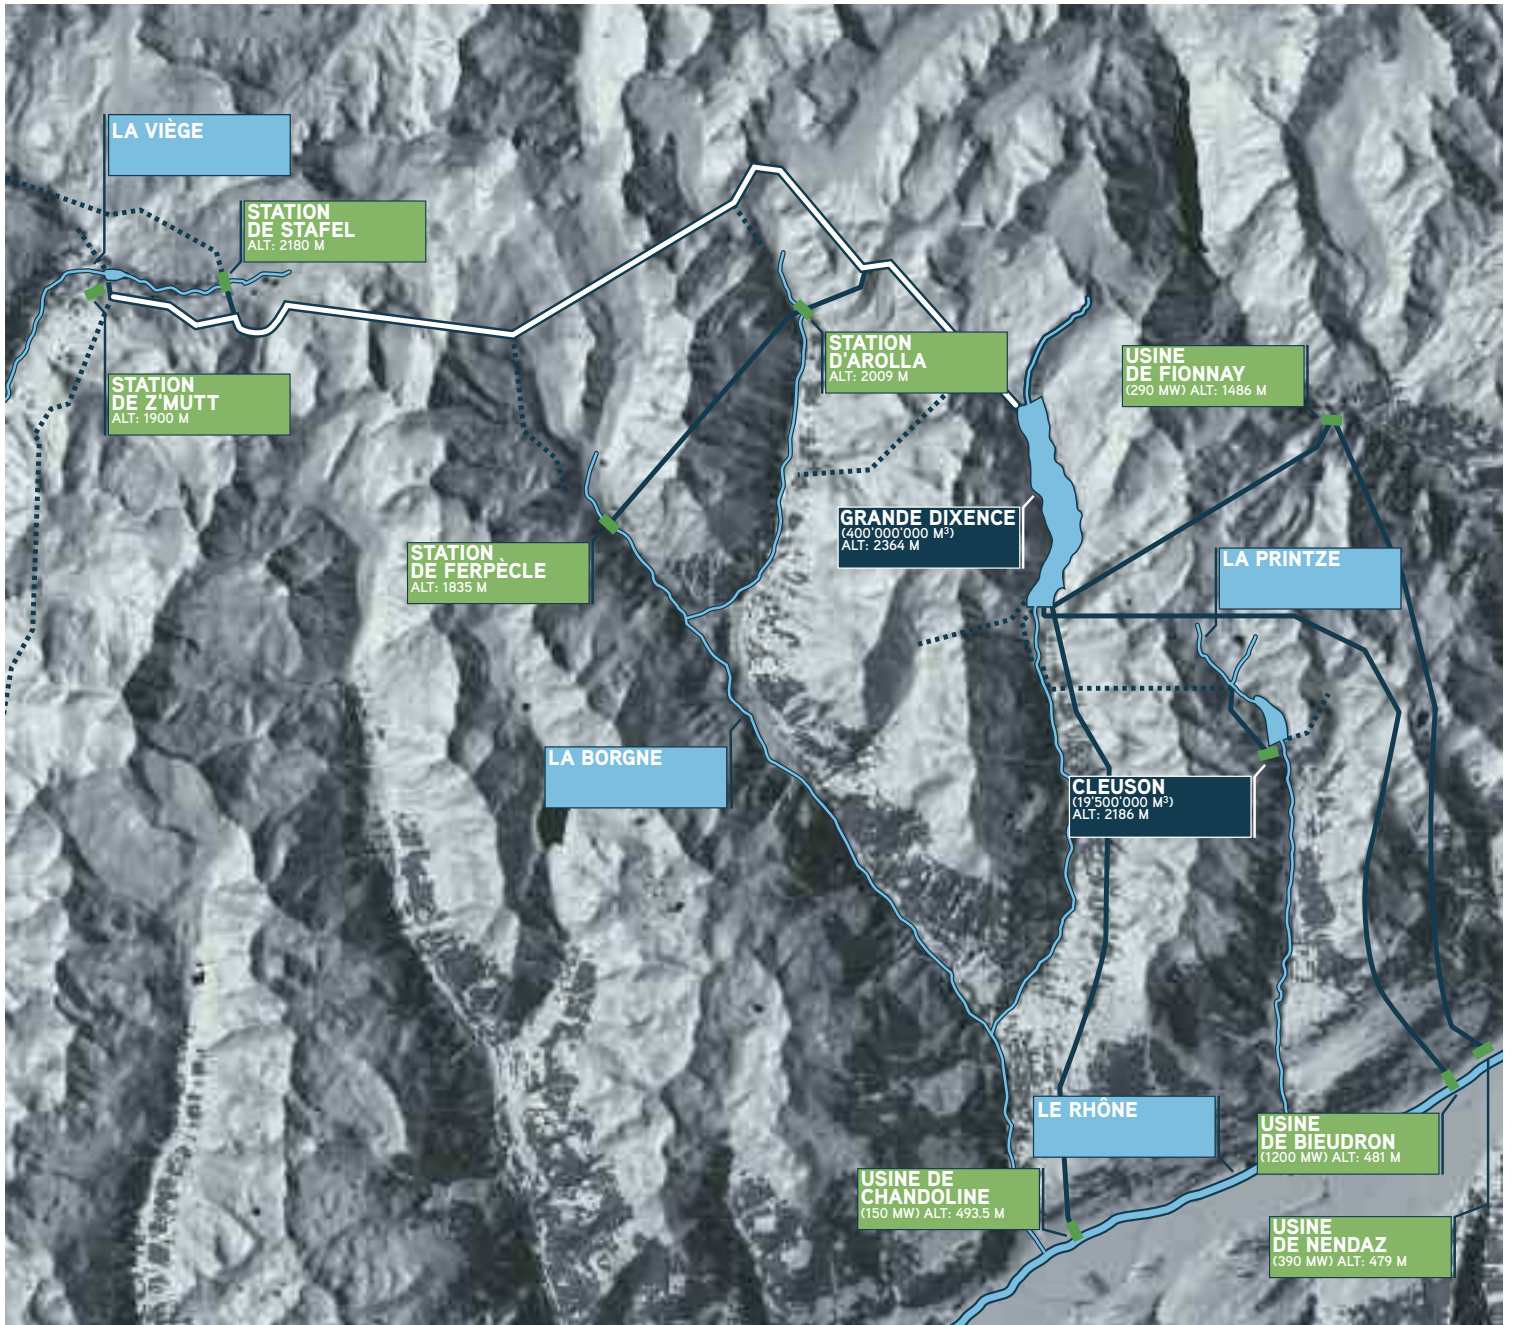 LA VIÈGE
STATION
DE STAFEL
ALT: 2180 M
STATION
DE Z'MUTT
ALT: 1900 M
STATION
D'AROLLA
ALT: 2009 M
USINE
DE FIONNAY
(290 MW) ALT: 1486 M
GRANDE DIXENCE
(400'000'000 M³)
ALT: 2364 M
STATION
DE FERPÈCLE
ALT: 1835 M
LA PRINTZE
LA BORGNE
CLEUSON
(19'500'000 M³)
ALT: 2186 M
LE RHÔNE
USINE
DE BIEUDRON
(1200 MW) ALT: 481 M
USINE DE
CHANDOLINE
(150 MW) ALT: 493.5 M
USINE
DE NENDAZ
(390 MW) ALT: 479 M